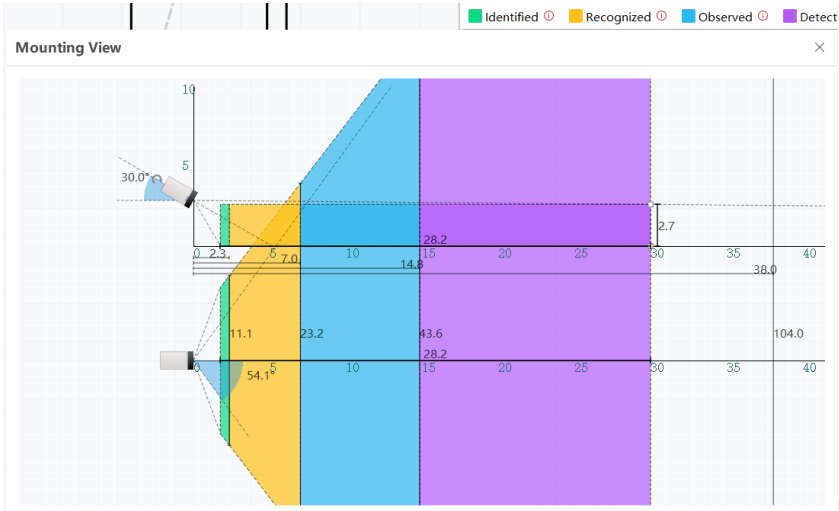 Identified Recognized Observed Detect
Mounting View
10
5
30.0°
2.7
28.2
0 2.3 5 7.0 10 14.8 15 20 25 30 35 40
38.0
11.1 23.2 43.6 104.0
28.2
0 5 10 15 20 25 30 35 40
54.1°